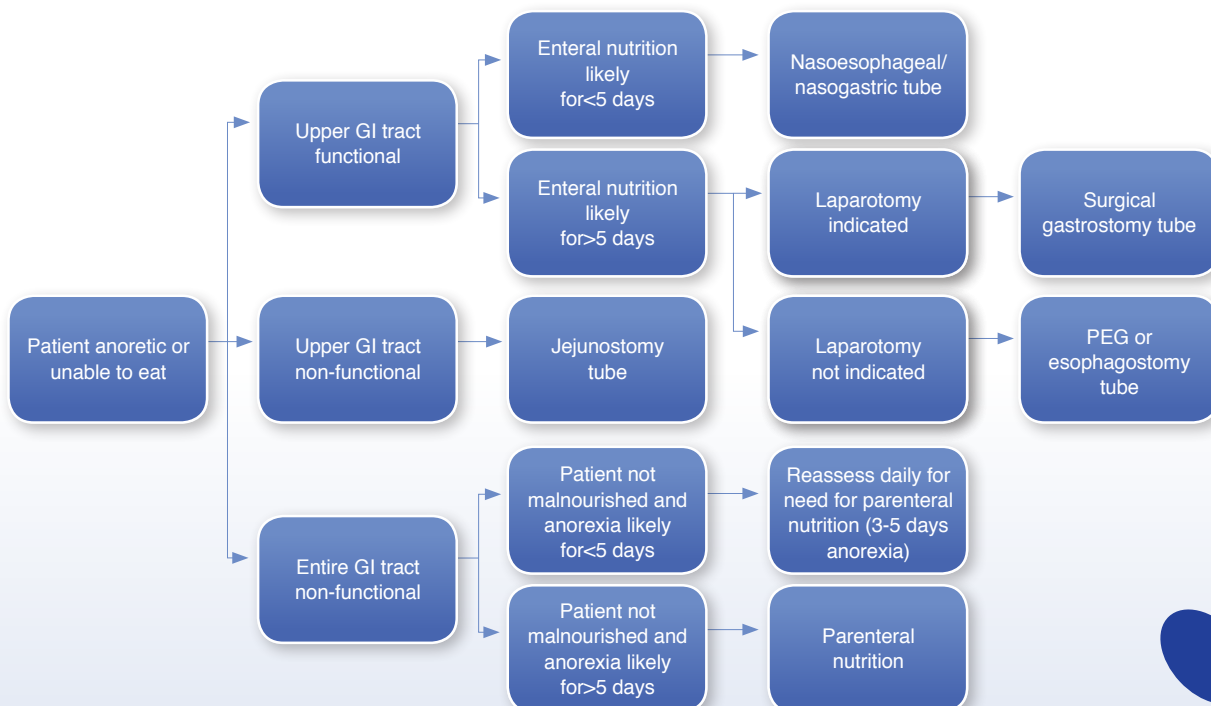 Patient anoretic or
unable to eat
Upper GI tract
functional
Enteral nutrition
likely
for<5 days
Nasoesophageal/
nasogastric tube
Enteral nutrition
likely
for>5 days
Laparotomy
indicated
Surgical
gastrostomy tube
Laparotomy
not indicated
PEG or
esophagostomy
tube
Upper GI tract
non-functional
Jejunostomy
tube
Entire GI tract
non-functional
Patient not
malnourished and
anorexia likely
for<5 days
Reassess daily for
need for parenteral
nutrition (3-5 days
anorexia)
Patient not
malnourished and
anorexia likely
for>5 days
Parenteral
nutrition